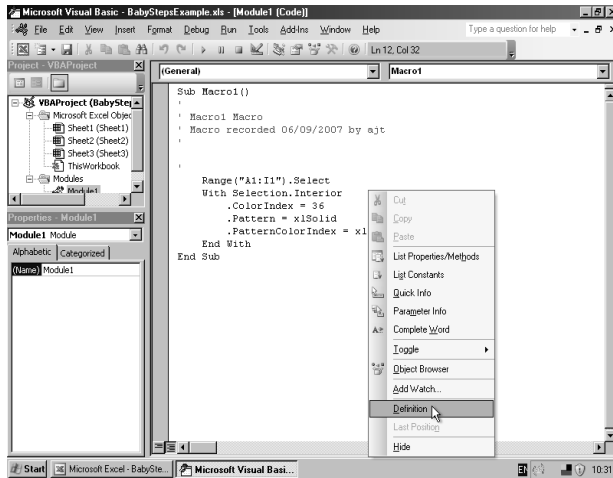 Microsoft Visual Basic - BabyStepsExample.xls - [Module1 (Code)]
File Edit View Insert Format Debug Run Tools Add-Ins Window Help Type a question for help
Ln 12, Col 32
Project - VBAProject
VBAProject (BabyStep
Microsoft Excel Objec
Sheet1 (Sheet1)
Sheet2 (Sheet2)
Sheet3 (Sheet3)
ThisWorkbook
Modules
Module1
Properties - Module1
Module1 Module
Alphabetic Categorized
(Name) Module1
(General) Macro1
Sub Macro1()
'
' Macro1 Macro
' Macro recorded 06/09/2007 by ajt
'
'
Range("A1:I1").Select
With Selection.Interior
.ColorIndex = 36
.Pattern = xlSolid
.PatternColorIndex = xl
End With
End Sub
Cut
Copy
Paste
List Properties/Methods
List Constants
Quick Info
Parameter Info
Complete Word
Toggle
Object Browser
Add Watch...
Definition
Last Position
Hide
Start Microsoft Excel - BabySte... Microsoft Visual Basi... EN 10:31